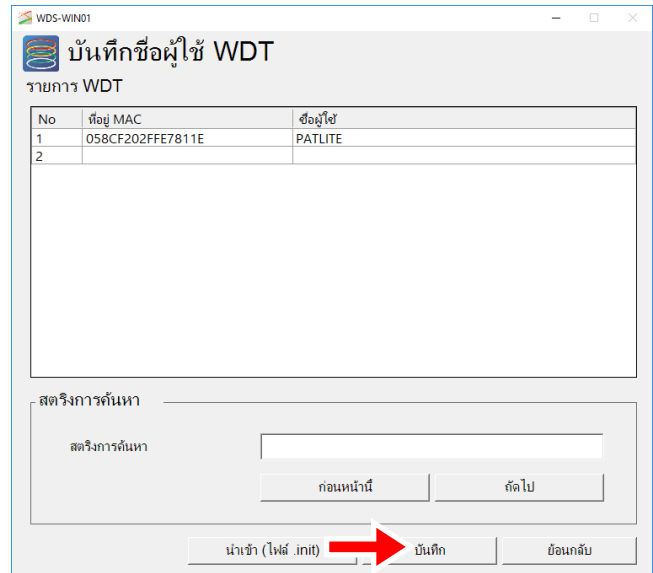 WDS-WIN01
บันทึกชื่อผู้ใช้ WDT
รายการ WDT
No ที่อยู่ MAC ชื่อผู้ใช้
1 058CF202FFE7811E PATLITE
2
สตริงการค้นหา
สตริงการค้นหา
ก่อนหน้านี้ ถัดไป
นำเข้า (ไฟล์ .init) บันทึก ย้อนกลับ